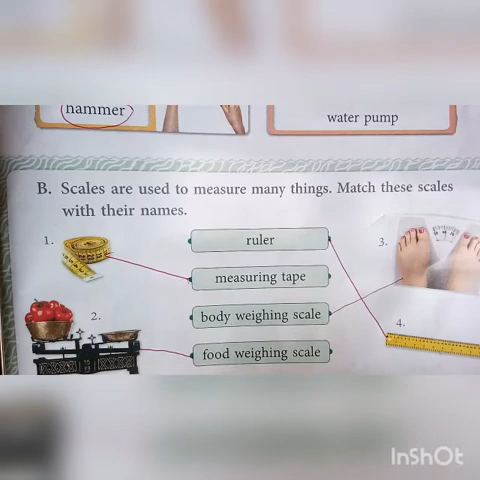 hammer
water pump
B. Scales are used to measure many things. Match these scales
with their names.
1.
ruler
3.
measuring tape
2.
body weighing scale
4.
food weighing scale
InShOt